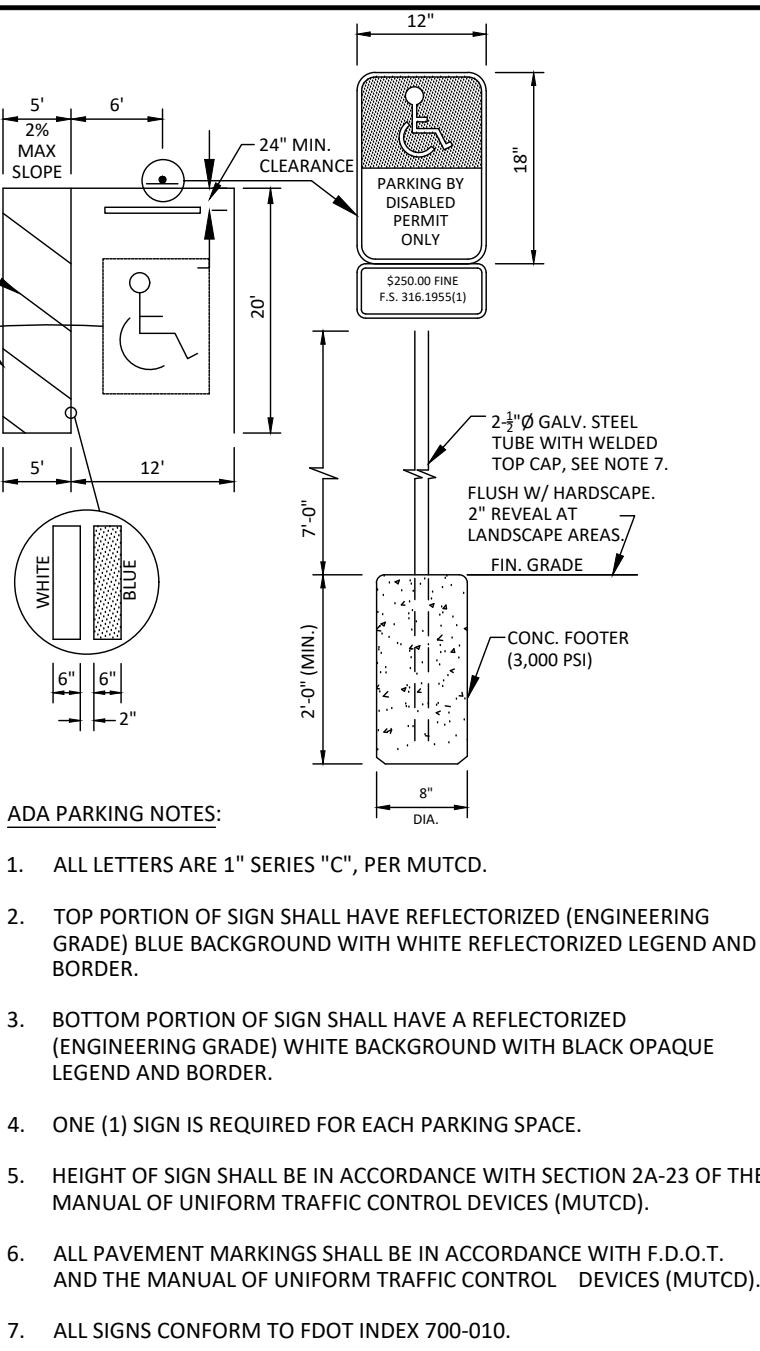 12"
5'
6'
2%
MAX
SLOPE
24" MIN.
CLEARANCE
18"
PARKING BY
DISABLED
PERMIT
ONLY
$250.00 FINE
F.S. 316.1955(1)
20'
5'
12'
2-½"Ø GALV. STEEL
TUBE WITH WELDED
TOP CAP, SEE NOTE 7.
7'-0"
FLUSH W/ HARDSCAPE.
2" REVEAL AT
LANDSCAPE AREAS.
FIN. GRADE
WHITE
BLUE
6"
6"
2"
2'-0" (MIN.)
CONC. FOOTER
(3,000 PSI)
8"
DIA.
ADA PARKING NOTES:
1. ALL LETTERS ARE 1" SERIES "C", PER MUTCD.
2. TOP PORTION OF SIGN SHALL HAVE REFLECTORIZED (ENGINEERING
GRADE) BLUE BACKGROUND WITH WHITE REFLECTORIZED LEGEND AND
BORDER.
3. BOTTOM PORTION OF SIGN SHALL HAVE A REFLECTORIZED
(ENGINEERING GRADE) WHITE BACKGROUND WITH BLACK OPAQUE
LEGEND AND BORDER.
4. ONE (1) SIGN IS REQUIRED FOR EACH PARKING SPACE.
5. HEIGHT OF SIGN SHALL BE IN ACCORDANCE WITH SECTION 2A-23 OF THE
MANUAL OF UNIFORM TRAFFIC CONTROL DEVICES (MUTCD).
6. ALL PAVEMENT MARKINGS SHALL BE IN ACCORDANCE WITH F.D.O.T.
AND THE MANUAL OF UNIFORM TRAFFIC CONTROL DEVICES (MUTCD).
7. ALL SIGNS CONFORM TO FDOT INDEX 700-010.